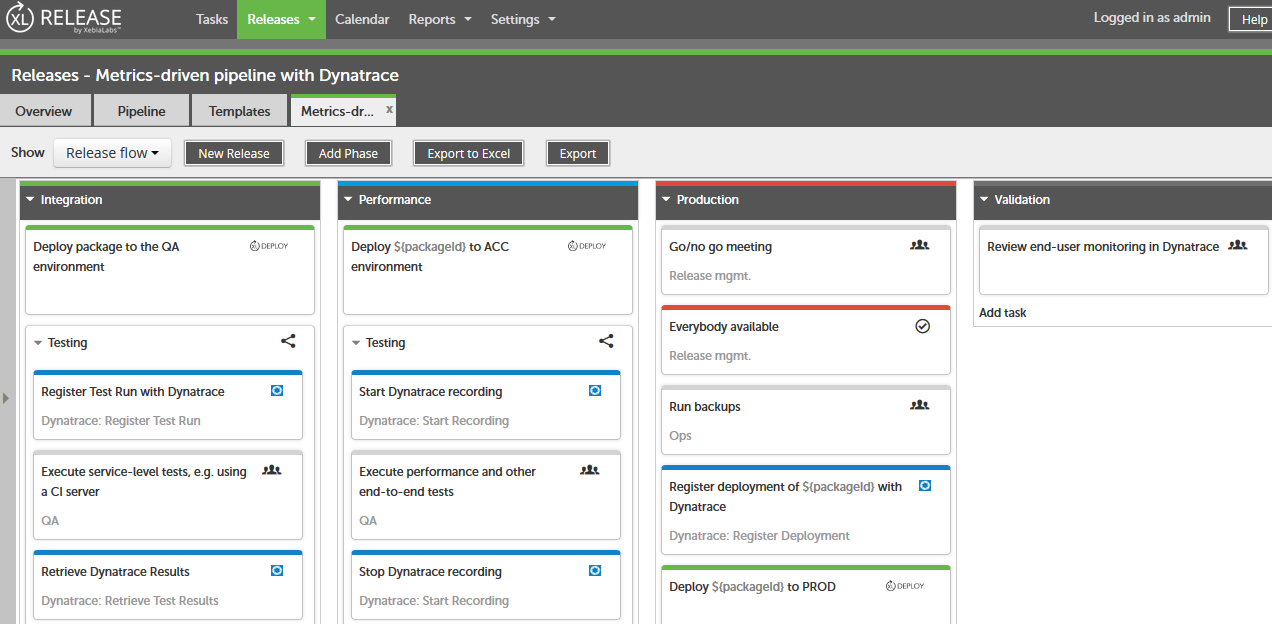 XL RELEASE
by XebiaLabs™
Tasks
Releases
Calendar
Reports
Settings
Logged in as admin
Help
Releases - Metrics-driven pipeline with Dynatrace
Overview
Pipeline
Templates
Metrics-dr...
x
Show
Release flow
New Release
Add Phase
Export to Excel
Export
Integration
Deploy package to the QA
environment
XL DEPLOY
Testing
Register Test Run with Dynatrace
Dynatrace: Register Test Run
Execute service-level tests, e.g. using
a CI server
QA
Retrieve Dynatrace Results
Dynatrace: Retrieve Test Results
Performance
Deploy ${packageId} to ACC
environment
XL DEPLOY
Testing
Start Dynatrace recording
Dynatrace: Start Recording
Execute performance and other
end-to-end tests
QA
Stop Dynatrace recording
Dynatrace: Start Recording
Production
Go/no go meeting
Release mgmt.
Everybody available
Release mgmt.
Run backups
Ops
Register deployment of ${packageId} with
Dynatrace
Dynatrace: Register Deployment
Deploy ${packageId} to PROD
XL DEPLOY
Validation
Review end-user monitoring in Dynatrace
Add task